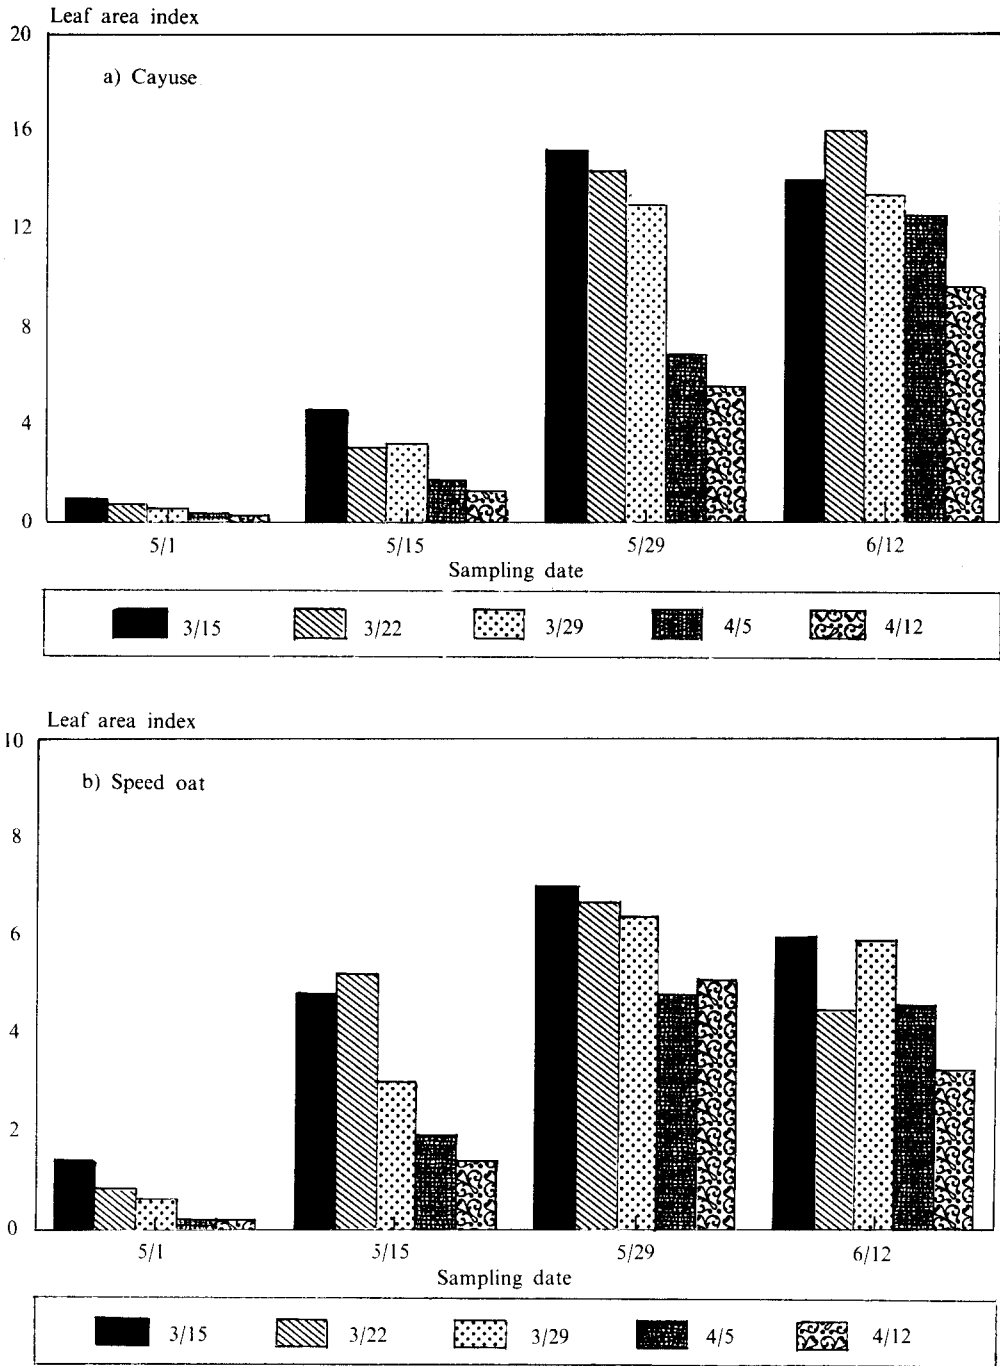 Leaf area index
20
a) Cayuse
16
12
8
4
0
5/1 5/15 5/29 6/12
Sampling date
3/15 3/22 3/29 4/5 4/12
Leaf area index
10
b) Speed oat
8
6
4
2
0
5/1 5/15 5/29 6/12
Sampling date
3/15 3/22 3/29 4/5 4/12